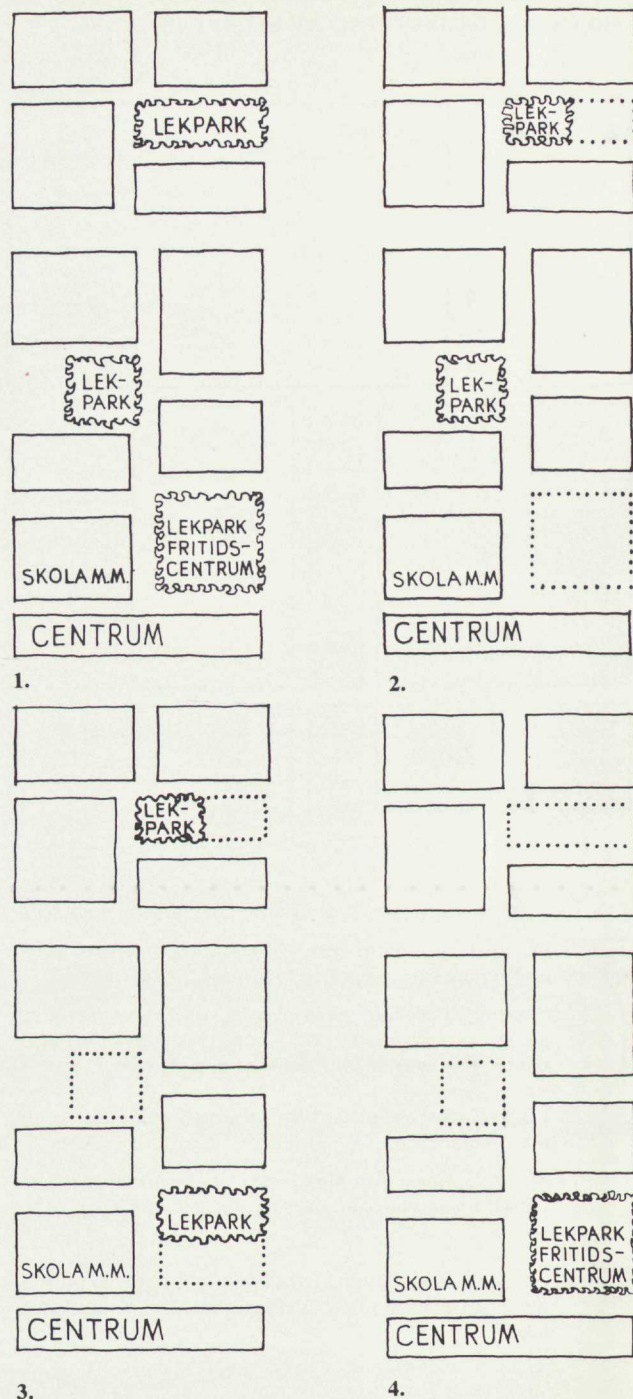 LEKPARK
LEK-
PARK
LEKPARK
FRITIDS-
CENTRUM
SKOLA M.M.
CENTRUM
1.
LEK-
PARK
LEK-
PARK
SKOLA M.M.
CENTRUM
2.
LEK-
PARK
LEKPARK
SKOLA M.M.
CENTRUM
3.
LEKPARK
FRITIDS-
CENTRUM
SKOLA M.M.
CENTRUM
4.